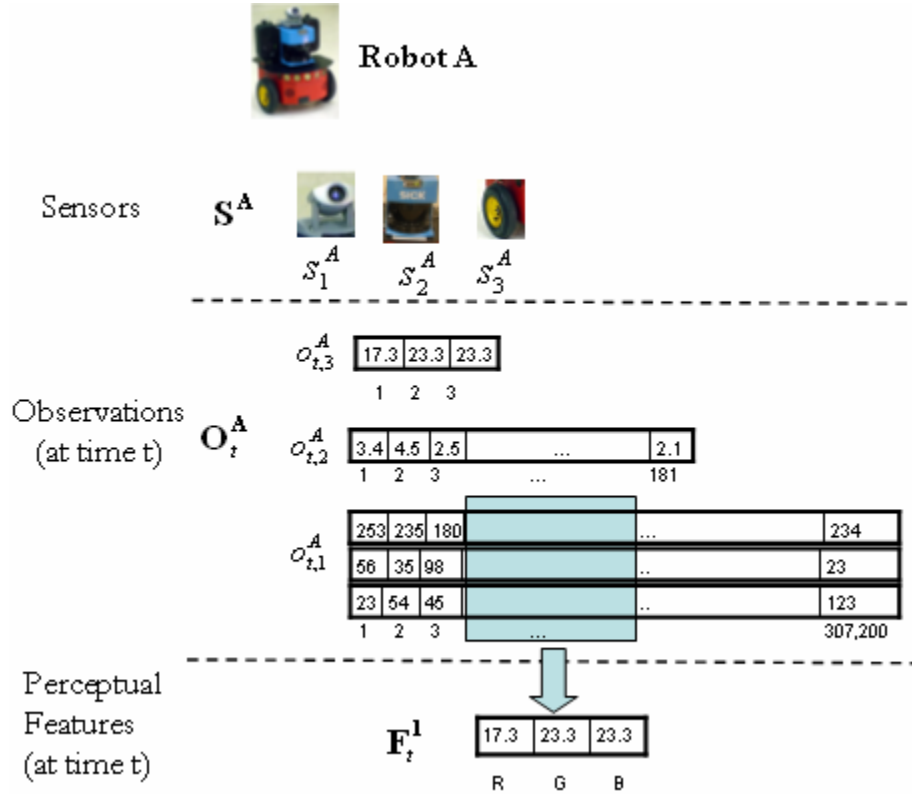 Robot A
Sensors S^A
SICK
S_1^A S_2^A S_3^A
o_{t,3}^A 17.3 23.3 23.3
1 2 3
Observations
(at time t) O_t^A
o_{t,2}^A 3.4 4.5 2.5 ... 2.1
1 2 3 ... 181
o_{t,1}^A
253 235 180 ... 234
56 35 98 .. 23
23 54 45 .. 123
1 2 3 ... 307,200
Perceptual
Features
(at time t)
F_t^1 17.3 23.3 23.3
R G B